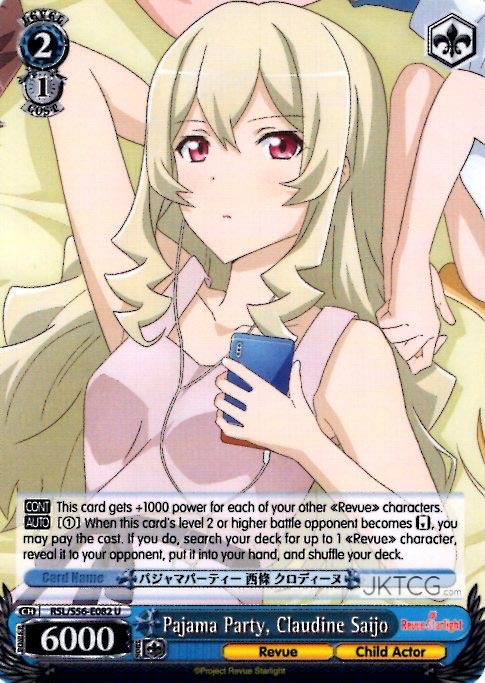 LEVEL
2
1
COST
CONT This card gets +1000 power for each of your other «Revue» characters.
AUTO [①] When this card's level 2 or higher battle opponent becomes [▼], you
may pay the cost. If you do, search your deck for up to 1 «Revue» character,
reveal it to your opponent, put it into your hand, and shuffle your deck.
Card Name パジャマパーティー 西條 クロディーヌ
JKTCG.com
CH RSL/S56-E082 U
POWER 6000 SOUL
Pajama Party, Claudine Saijo
Revue Starlight
Revue Child Actor
©Project Revue Starlight